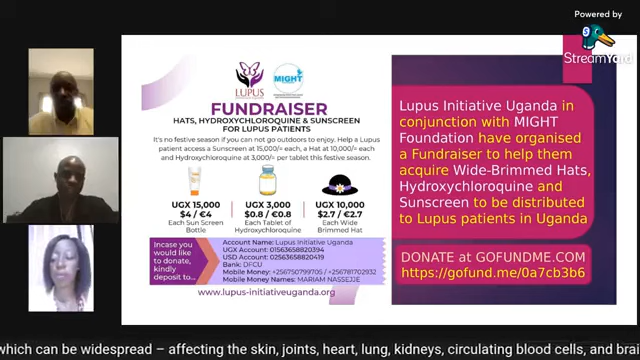 Powered by
StreamYard
LUPUS
MIGHT
FUNDRAISER
HATS, HYDROXYCHLOROQUINE & SUNSCREEN
FOR LUPUS PATIENTS
It's no festive season if you can not go outdoors to enjoy. Help a Lupus
patient access a Sunscreen at 15,000/= each, a Hat at 10,000/= each
and Hydroxychloroquine at 3,000/= per tablet this festive season.
UGX 15,000
$4 / €4
Each Sun Screen
Bottle
UGX 3,000
$0.8 / €0.8
Each Tablet of
Hydroxychloroquine
UGX 10,000
$2.7 / €2.7
Each Wide
Brimmed Hat
Incase you
would like
to donate,
kindly
deposit to...
Account Name: Lupus Initiative Uganda
UGX Account: 01563658820394
USD Account: 02563658820419
Bank: DFCU
Mobile Money: +256750799705 / +256781702932
Mobile Money Names: MARIAM NASSEJJE
www.lupus-initiativeuganda.org
Lupus Initiative Uganda in
conjunction with MIGHT
Foundation have organised
a Fundraiser to help them
acquire Wide-Brimmed Hats,
Hydroxychloroquine and
Sunscreen to be distributed
to Lupus patients in Uganda
DONATE at GOFUNDME.COM
https://gofund.me/0a7cb3b6
which can be widespread – affecting the skin, joints, heart, lung, kidneys, circulating blood cells, and brai